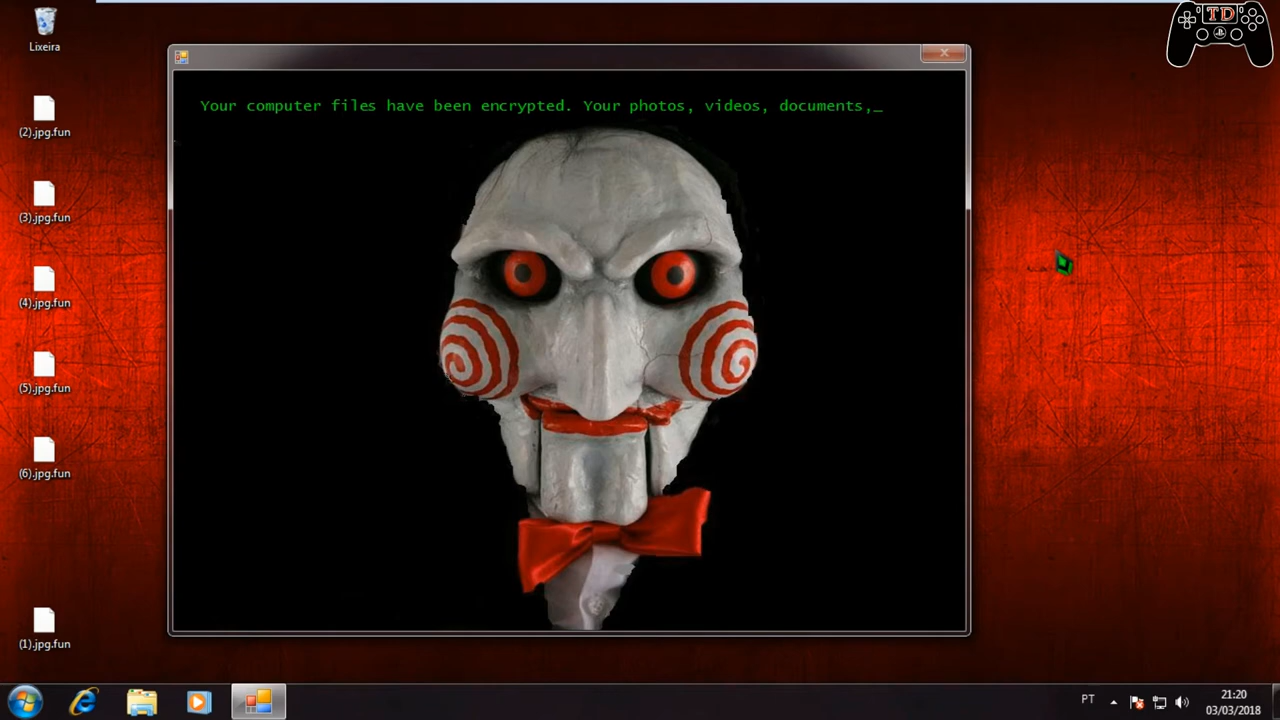 TD
Lixeira
Your computer files have been encrypted. Your photos, videos, documents,_
(2).jpg.fun
(3).jpg.fun
(4).jpg.fun
(5).jpg.fun
(6).jpg.fun
(1).jpg.fun
PT
21:20
03/03/2018